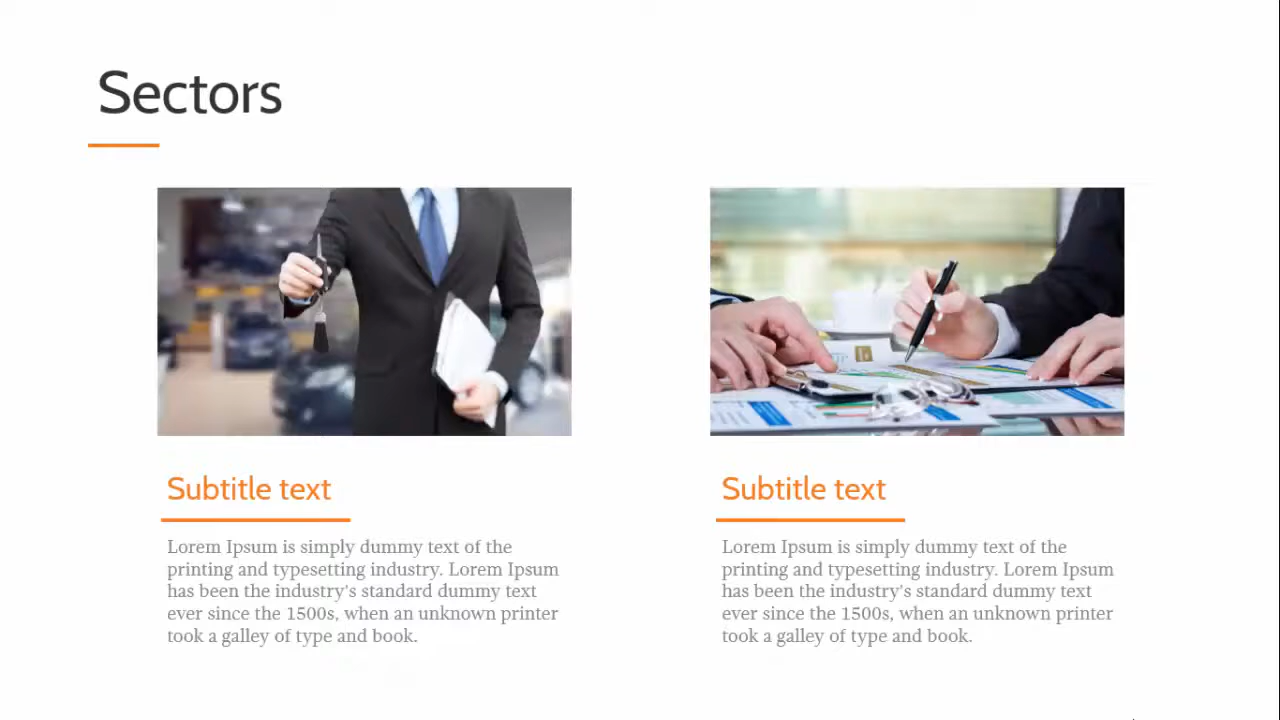 Sectors
Subtitle text
Lorem Ipsum is simply dummy text of the
printing and typesetting industry. Lorem Ipsum
has been the industry's standard dummy text
ever since the 1500s, when an unknown printer
took a galley of type and book.
Subtitle text
Lorem Ipsum is simply dummy text of the
printing and typesetting industry. Lorem Ipsum
has been the industry's standard dummy text
ever since the 1500s, when an unknown printer
took a galley of type and book.